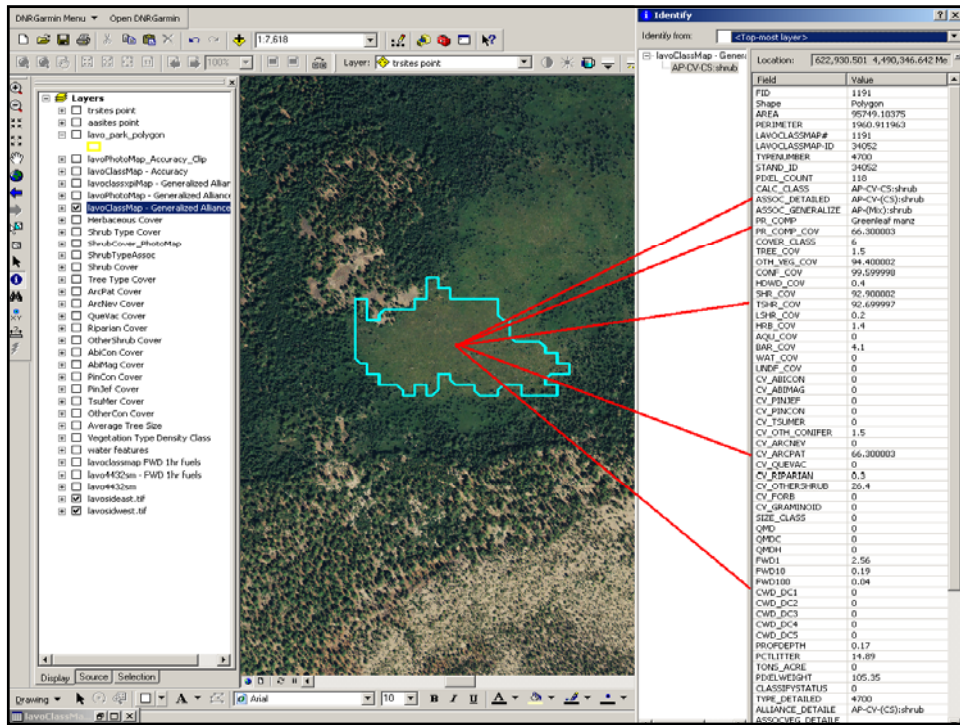 DNRGarmin Menu Open DNRGarmin
1:7,618
100%
Layer: trsites point
Layers
trsites point
aasites point
lavo_park_polygon
lavoPhotoMap_Accuracy_Clip
lavoClassMap - Accuracy
lavoclassxpiMap - Generalized Allian
lavoPhotoMap - Generalized Alliance
lavoClassMap - Generalized Alliance
Herbaceous Cover
Shrub Type Cover
ShrubCover_PhotoMap
ShrubTypeAssoc
Shrub Cover
Tree Type Cover
ArcPat Cover
ArcNev Cover
QueVac Cover
Riparian Cover
OtherShrub Cover
AbiCon Cover
AbiMag Cover
PinCon Cover
PinJef Cover
TsuMer Cover
OtherCon Cover
Average Tree Size
Vegetation Type Density Class
water features
lavoclassmap FWD 1hr fuels
lavo4432sm - FWD 1hr fuels
lavo4432sm
lavosideast.tif
lavosidwest.tif
Display Source Selection
Drawing A Arial 10 B I U A
lavoClassMa...
Identify
Identify from: <Top-most layer>
lavoClassMap - Gener
AP-CV-CS:shrub
Location: 622,930.501 4,490,346.642 Me
Field Value
FID 1191
Shape Polygon
AREA 95749.10375
PERIMETER 1960.911963
LAVOCLASSMAP# 1191
LAVOCLASSMAP-ID 34052
TYPENUMBER 4700
STAND_ID 34052
PIXEL_COUNT 118
CALC_CLASS AP-CV-CS:shrub
ASSOC_DETAILED AP-CV-(CS):shrub
ASSOC_GENERALIZE AP-(Mix):shrub
PR_COMP Greenleaf manz
PR_COMP_COV 66.300003
COVER_CLASS 6
TREE_COV 1.5
OTH_VEG_COV 94.400002
CONF_COV 99.599998
HDWD_COV 0.4
SHR_COV 92.900002
TSHR_COV 92.699997
LSHR_COV 0.2
HRB_COV 1.4
AQU_COV 0
BAR_COV 4.1
WAT_COV 0
UNDF_COV 0
CV_ABICON 0
CV_ABIMAG 0
CV_PINJEF 0
CV_PINCON 0
CV_TSUMER 0
CV_OTH_CONIFER 1.5
CV_ARCNEV 0
CV_ARCPAT 66.300003
CV_QUEVAC 0
CV_RIPARIAN 0.3
CV_OTHERSHRUB 26.4
CV_FORB 0
CV_GRAMINOID 0
SIZE_CLASS 0
QMD 0
QMDC 0
QMDH 0
FWD1 2.56
FWD10 0.19
FWD100 0.04
CWD_DC1 0
CWD_DC2 0
CWD_DC3 0
CWD_DC4 0
CWD_DC5 0
PROFDEPTH 0.17
PCTLITTER 14.89
TONS_ACRE 0
PIXELWEIGHT 105.35
CLASSIFYSTATUS 0
TYPE_DETAILED 4700
ALLIANCE_DETAILE AP-CV-(CS):shrub
ASSOCVEG_DETAILE